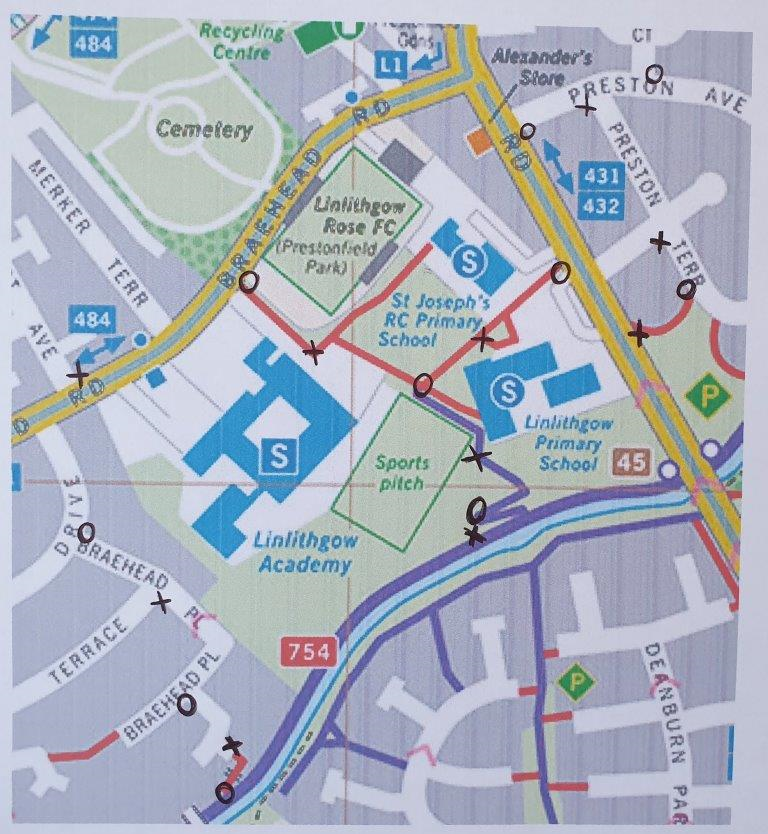 484
Recycling
Centre
Gdns
L1
Alexander's
Store
CT
PRESTON AVE
RD
Cemetery
RD
431
432
PRESTON
TERR
MERKER TERR
BRAEHEAD
Linlithgow
Rose FC
(Prestonfield
Park)
S
St Joseph's
RC Primary
School
484
AVE
RD
S
P
Linlithgow
Primary
School
45
S
Sports
pitch
DRIVE
Linlithgow
Academy
BRAEHEAD PL
TERRACE
BRAEHEAD PL
754
P
DEANBURN PAR